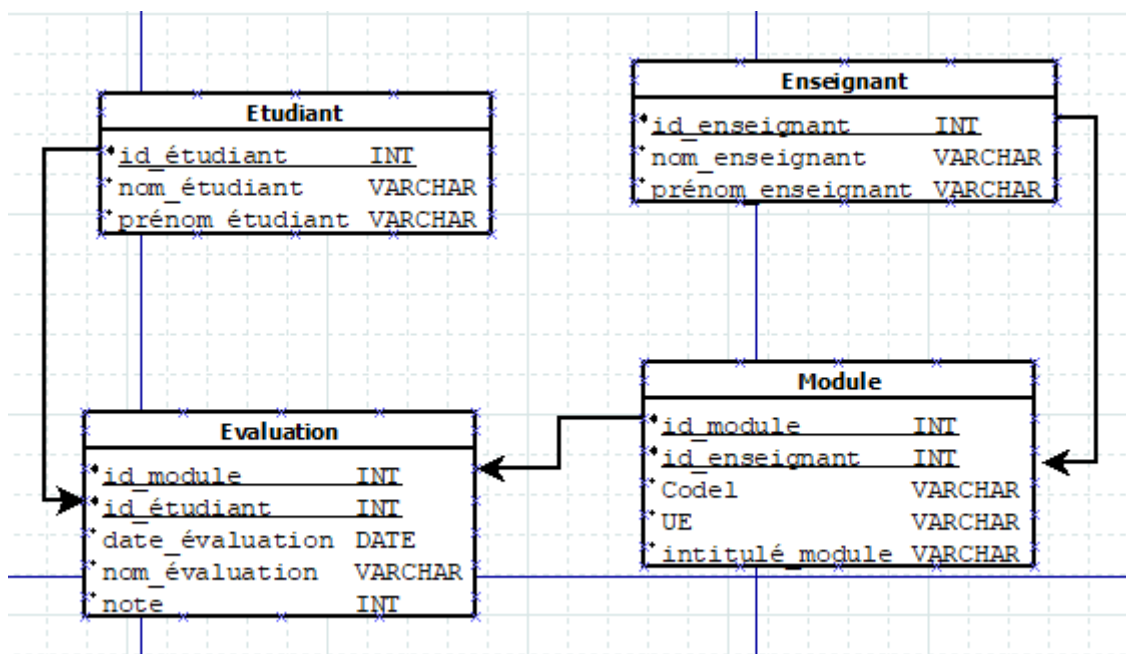 Etudiant
id_étudiant INT
nom_étudiant VARCHAR
prénom_étudiant VARCHAR
Enseignant
id_enseignant INT
nom_enseignant VARCHAR
prénom_enseignant VARCHAR
Evaluation
id_module INT
id_étudiant INT
date_évaluation DATE
nom_évaluation VARCHAR
note INT
Module
id_module INT
id_enseignant INT
Codel VARCHAR
UE VARCHAR
intitulé_module VARCHAR